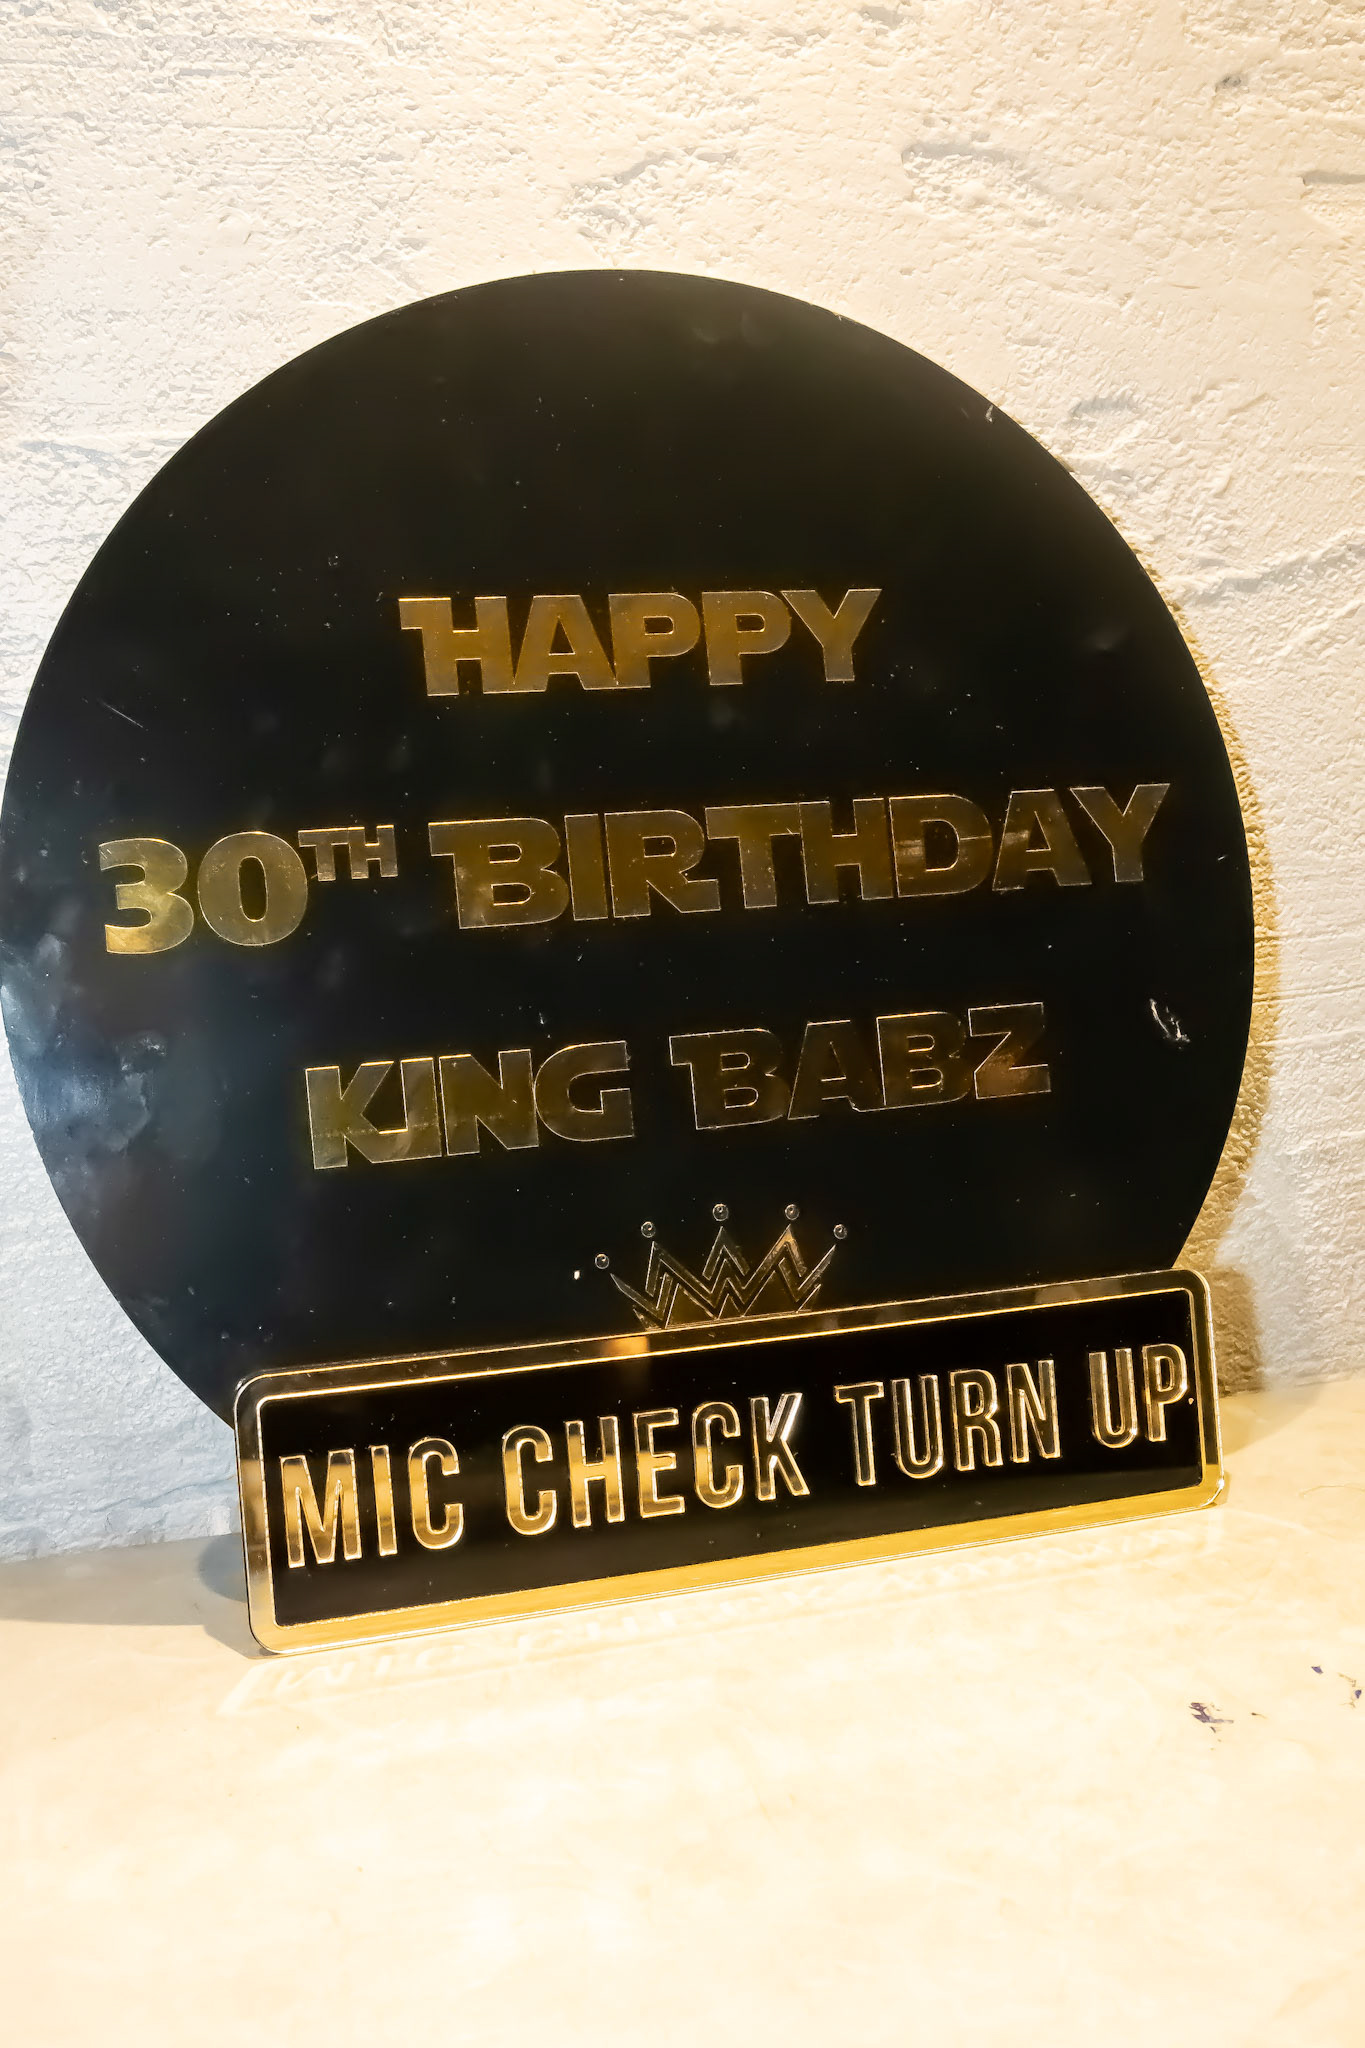 HAPPY
30TH BIRTHDAY
KING BABZ
MIC CHECK TURN UP